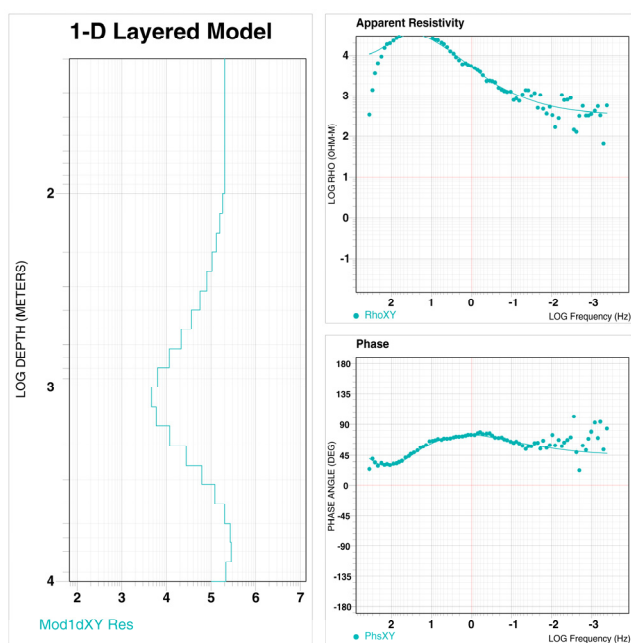 1-D Layered Model
LOG DEPTH (METERS)
2
3
4
2 3 4 5 6 7
Mod1dXY Res
Apparent Resistivity
LOG RHO (OHM-M)
4
3
2
1
0
-1
2 1 0 -1 -2 -3
RhoXY
LOG Frequency (Hz)
Phase
PHASE ANGLE (DEG)
180
135
90
45
0
-45
-90
-135
-180
2 1 0 -1 -2 -3
PhsXY
LOG Frequency (Hz)